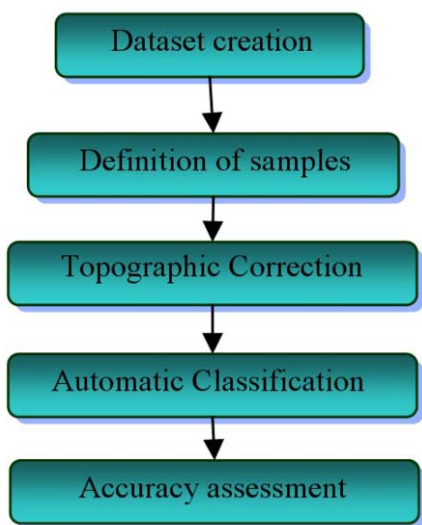 Dataset creation
Definition of samples
Topographic Correction
Automatic Classification
Accuracy assessment